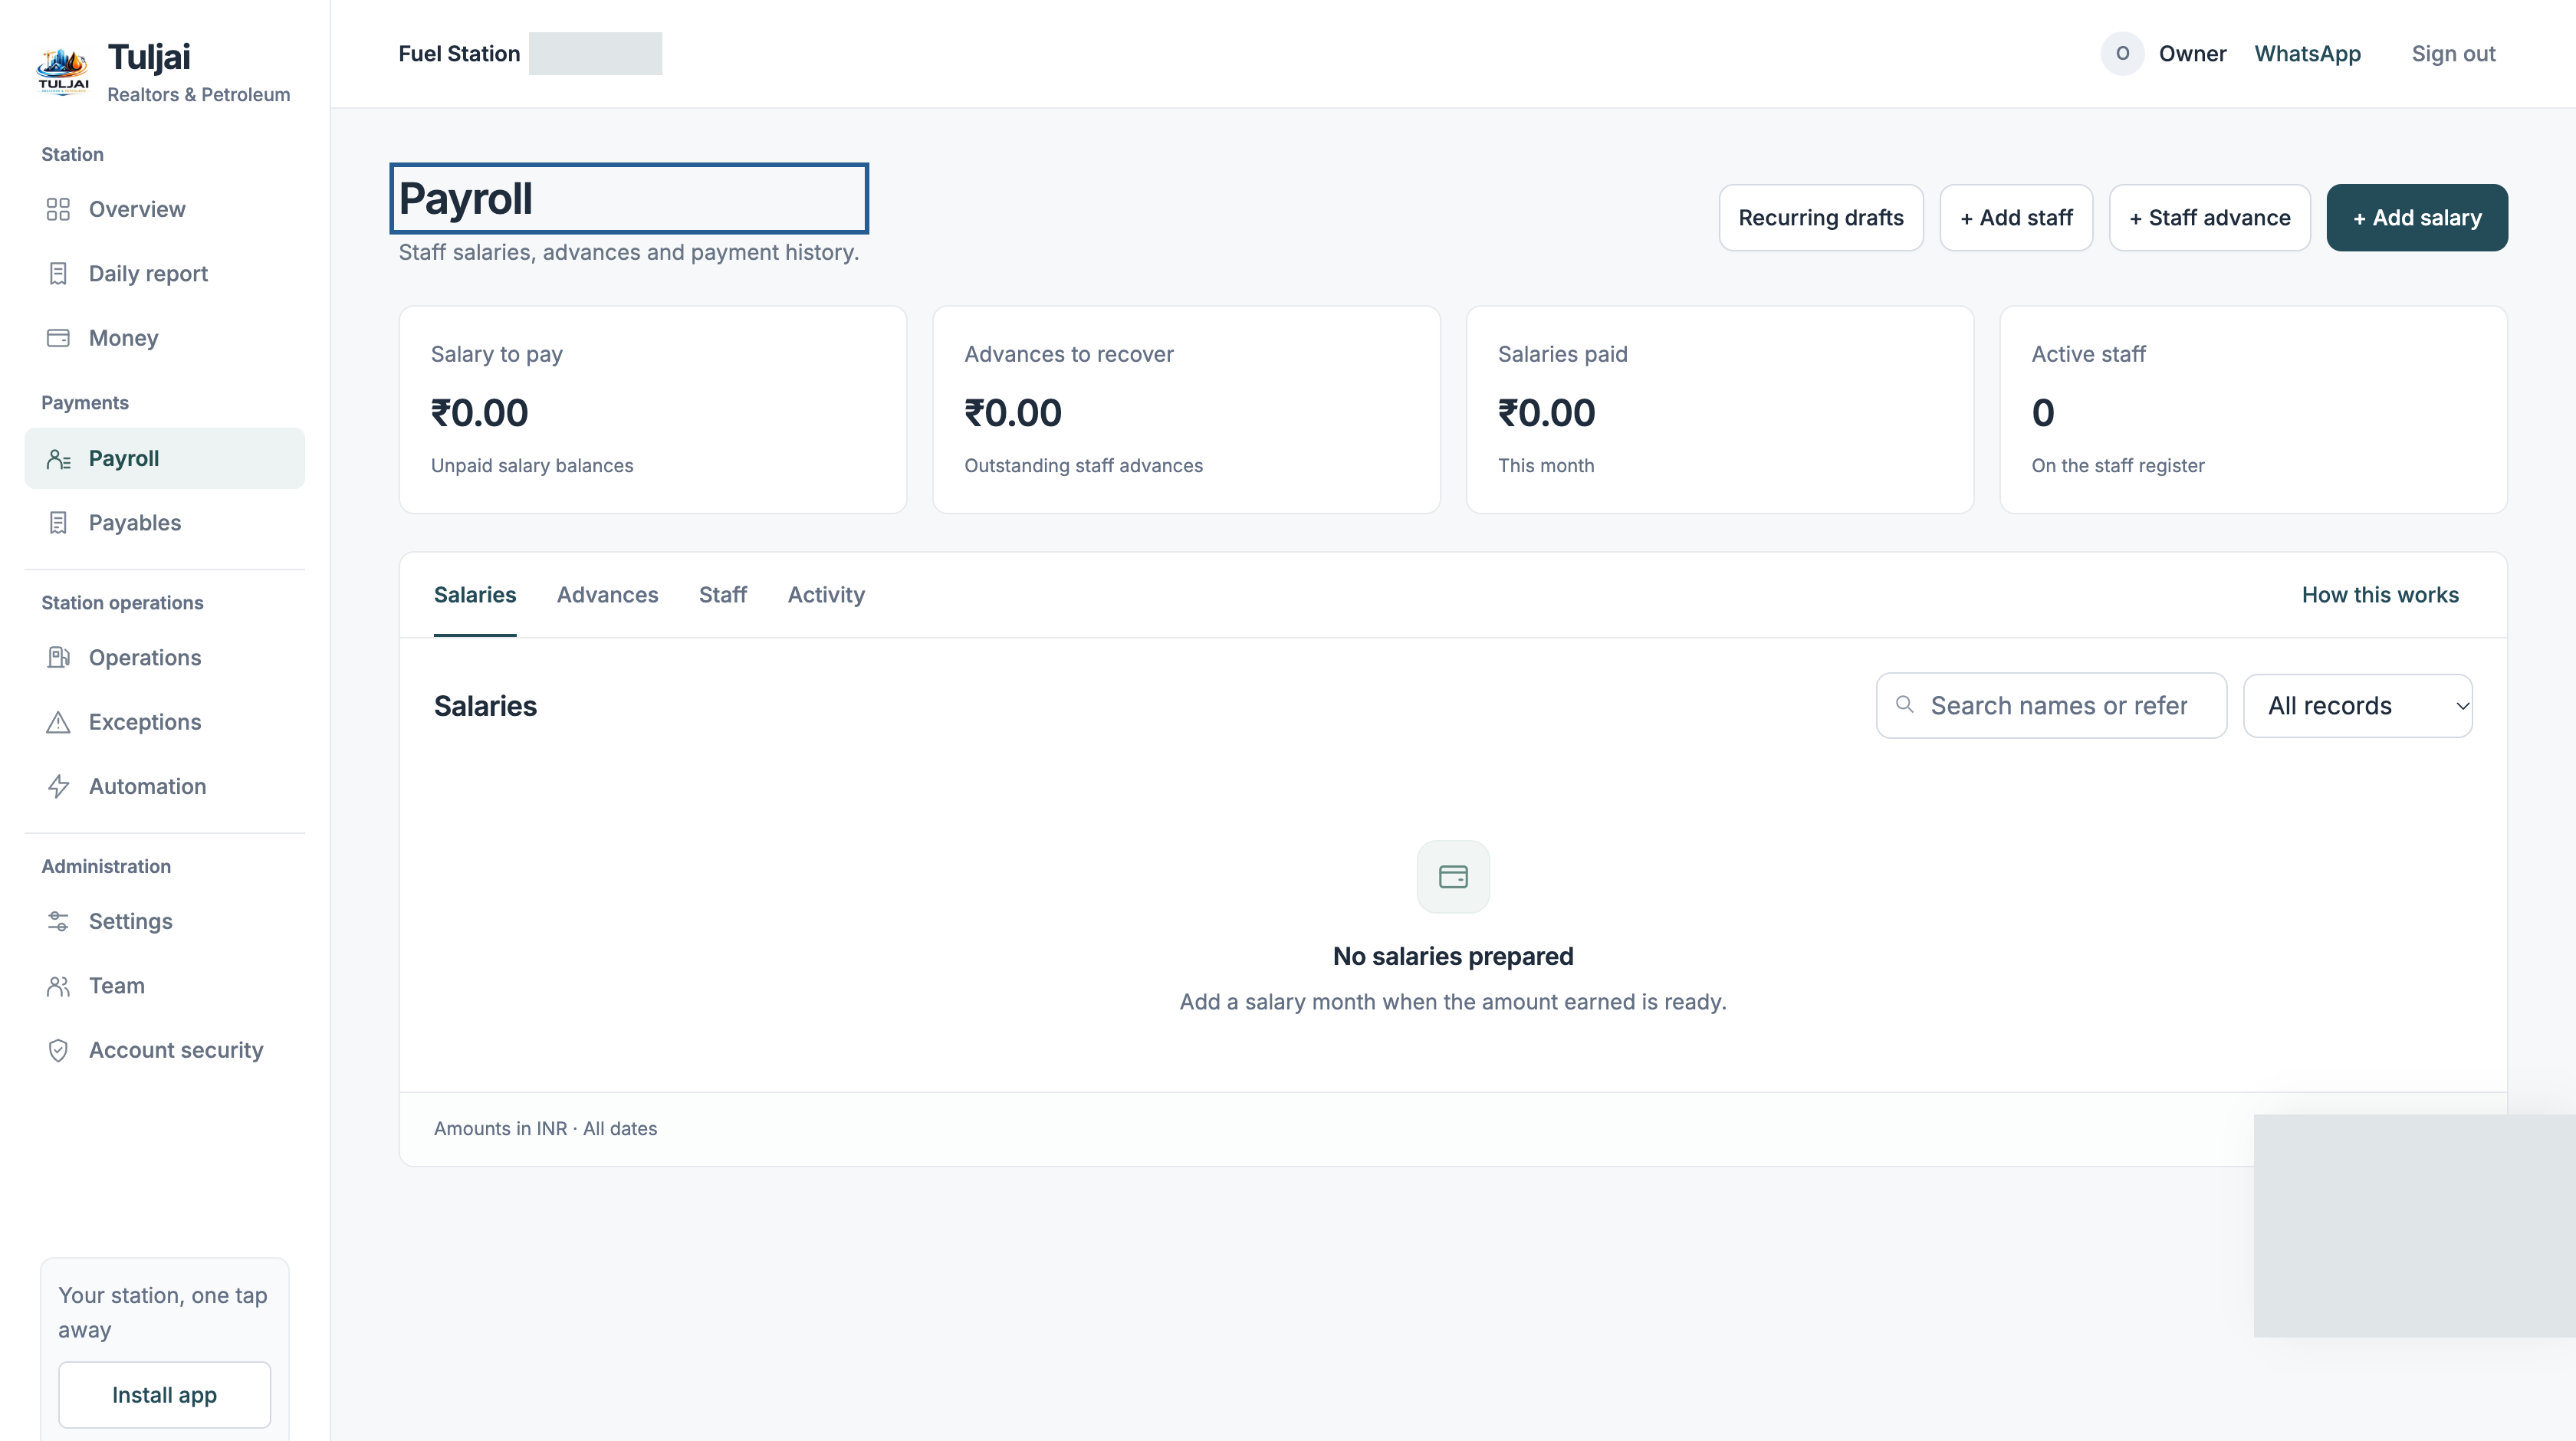 Tuljai
Realtors & Petroleum
TULJAI
Station
Overview
Daily report
Money
Payments
Payroll
Payables
Station operations
Operations
Exceptions
Automation
Administration
Settings
Team
Account security
Your station, one tap
away
Install app
Fuel Station
O Owner WhatsApp Sign out
Payroll
Staff salaries, advances and payment history.
Recurring drafts + Add staff + Staff advance + Add salary
Salary to pay
₹0.00
Unpaid salary balances
Advances to recover
₹0.00
Outstanding staff advances
Salaries paid
₹0.00
This month
Active staff
0
On the staff register
Salaries Advances Staff Activity How this works
Salaries Search names or refer All records
No salaries prepared
Add a salary month when the amount earned is ready.
Amounts in INR · All dates